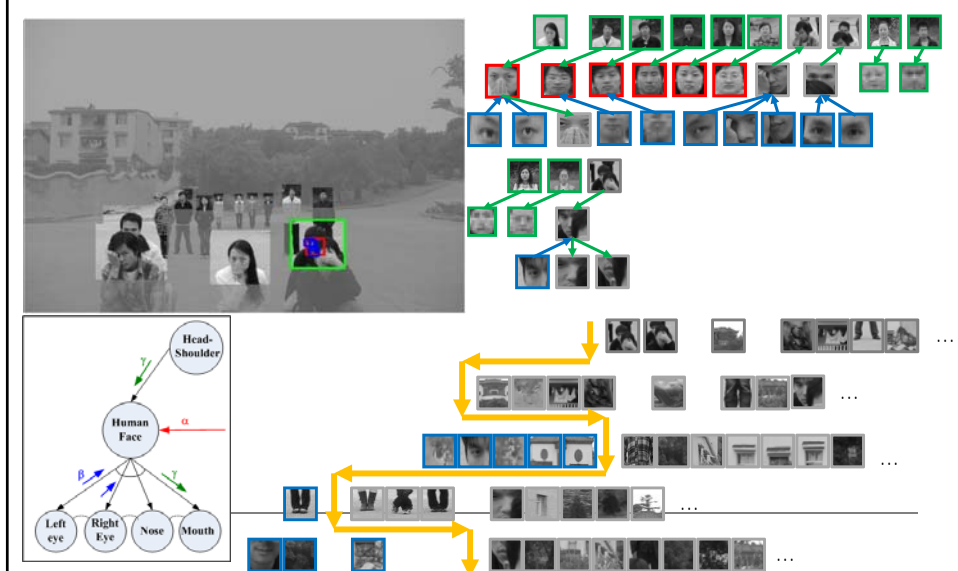 ...
...
Head-
Shoulder
γ
Human
Face
α
β
γ
...
Left
eye
Right
Eye
Nose
Mouth
...
...